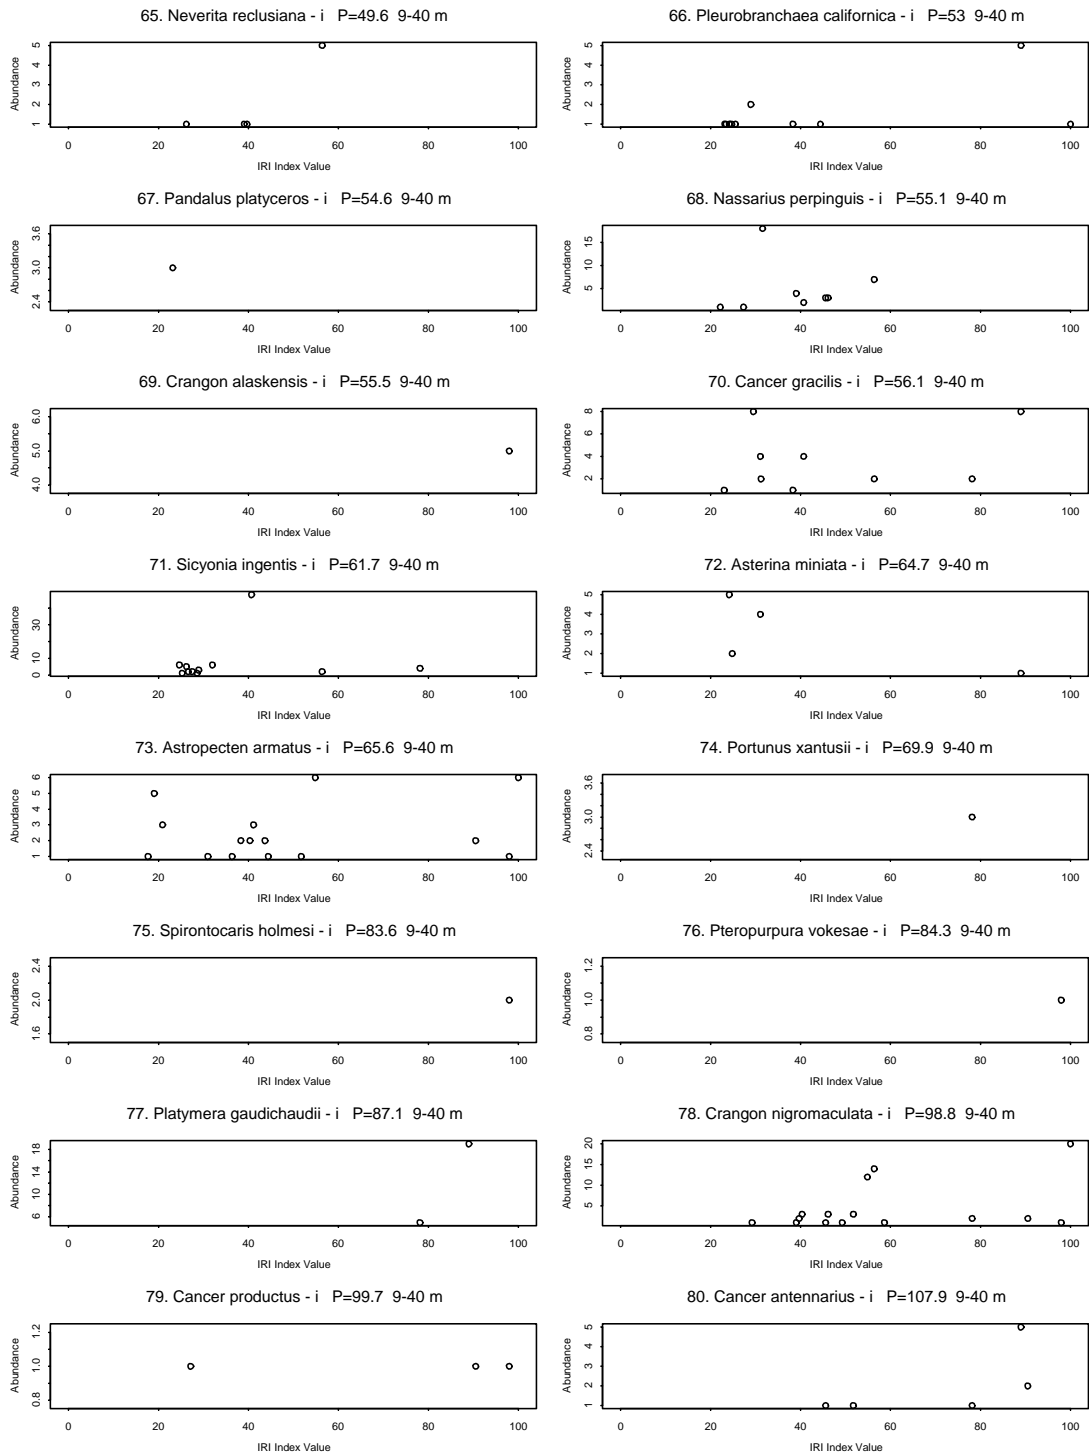 65. Neverita reclusiana - i P=49.6 9-40 m
Abundance
1 2 3 4 5
0 20 40 60 80 100
IRI Index Value
66. Pleurobranchaea californica - i P=53 9-40 m
Abundance
1 2 3 4 5
0 20 40 60 80 100
IRI Index Value
67. Pandalus platyceros - i P=54.6 9-40 m
Abundance
2.4 3.0 3.6
0 20 40 60 80 100
IRI Index Value
68. Nassarius perpinguis - i P=55.1 9-40 m
Abundance
5 10 15
0 20 40 60 80 100
IRI Index Value
69. Crangon alaskensis - i P=55.5 9-40 m
Abundance
4.0 5.0 6.0
0 20 40 60 80 100
IRI Index Value
70. Cancer gracilis - i P=56.1 9-40 m
Abundance
2 4 6 8
0 20 40 60 80 100
IRI Index Value
71. Sicyonia ingentis - i P=61.7 9-40 m
Abundance
0 10 30
0 20 40 60 80 100
IRI Index Value
72. Asterina miniata - i P=64.7 9-40 m
Abundance
1 2 3 4 5
0 20 40 60 80 100
IRI Index Value
73. Astropecten armatus - i P=65.6 9-40 m
Abundance
1 2 3 4 5 6
0 20 40 60 80 100
IRI Index Value
74. Portunus xantusii - i P=69.9 9-40 m
Abundance
2.4 3.0 3.6
0 20 40 60 80 100
IRI Index Value
75. Spirontocaris holmesi - i P=83.6 9-40 m
Abundance
1.6 2.0 2.4
0 20 40 60 80 100
IRI Index Value
76. Pteropurpura vokesae - i P=84.3 9-40 m
Abundance
0.8 1.0 1.2
0 20 40 60 80 100
IRI Index Value
77. Platymera gaudichaudii - i P=87.1 9-40 m
Abundance
6 10 14 18
0 20 40 60 80 100
IRI Index Value
78. Crangon nigromaculata - i P=98.8 9-40 m
Abundance
5 10 15 20
0 20 40 60 80 100
IRI Index Value
79. Cancer productus - i P=99.7 9-40 m
Abundance
0.8 1.0 1.2
0 20 40 60 80 100
IRI Index Value
80. Cancer antennarius - i P=107.9 9-40 m
Abundance
1 2 3 4 5
0 20 40 60 80 100
IRI Index Value